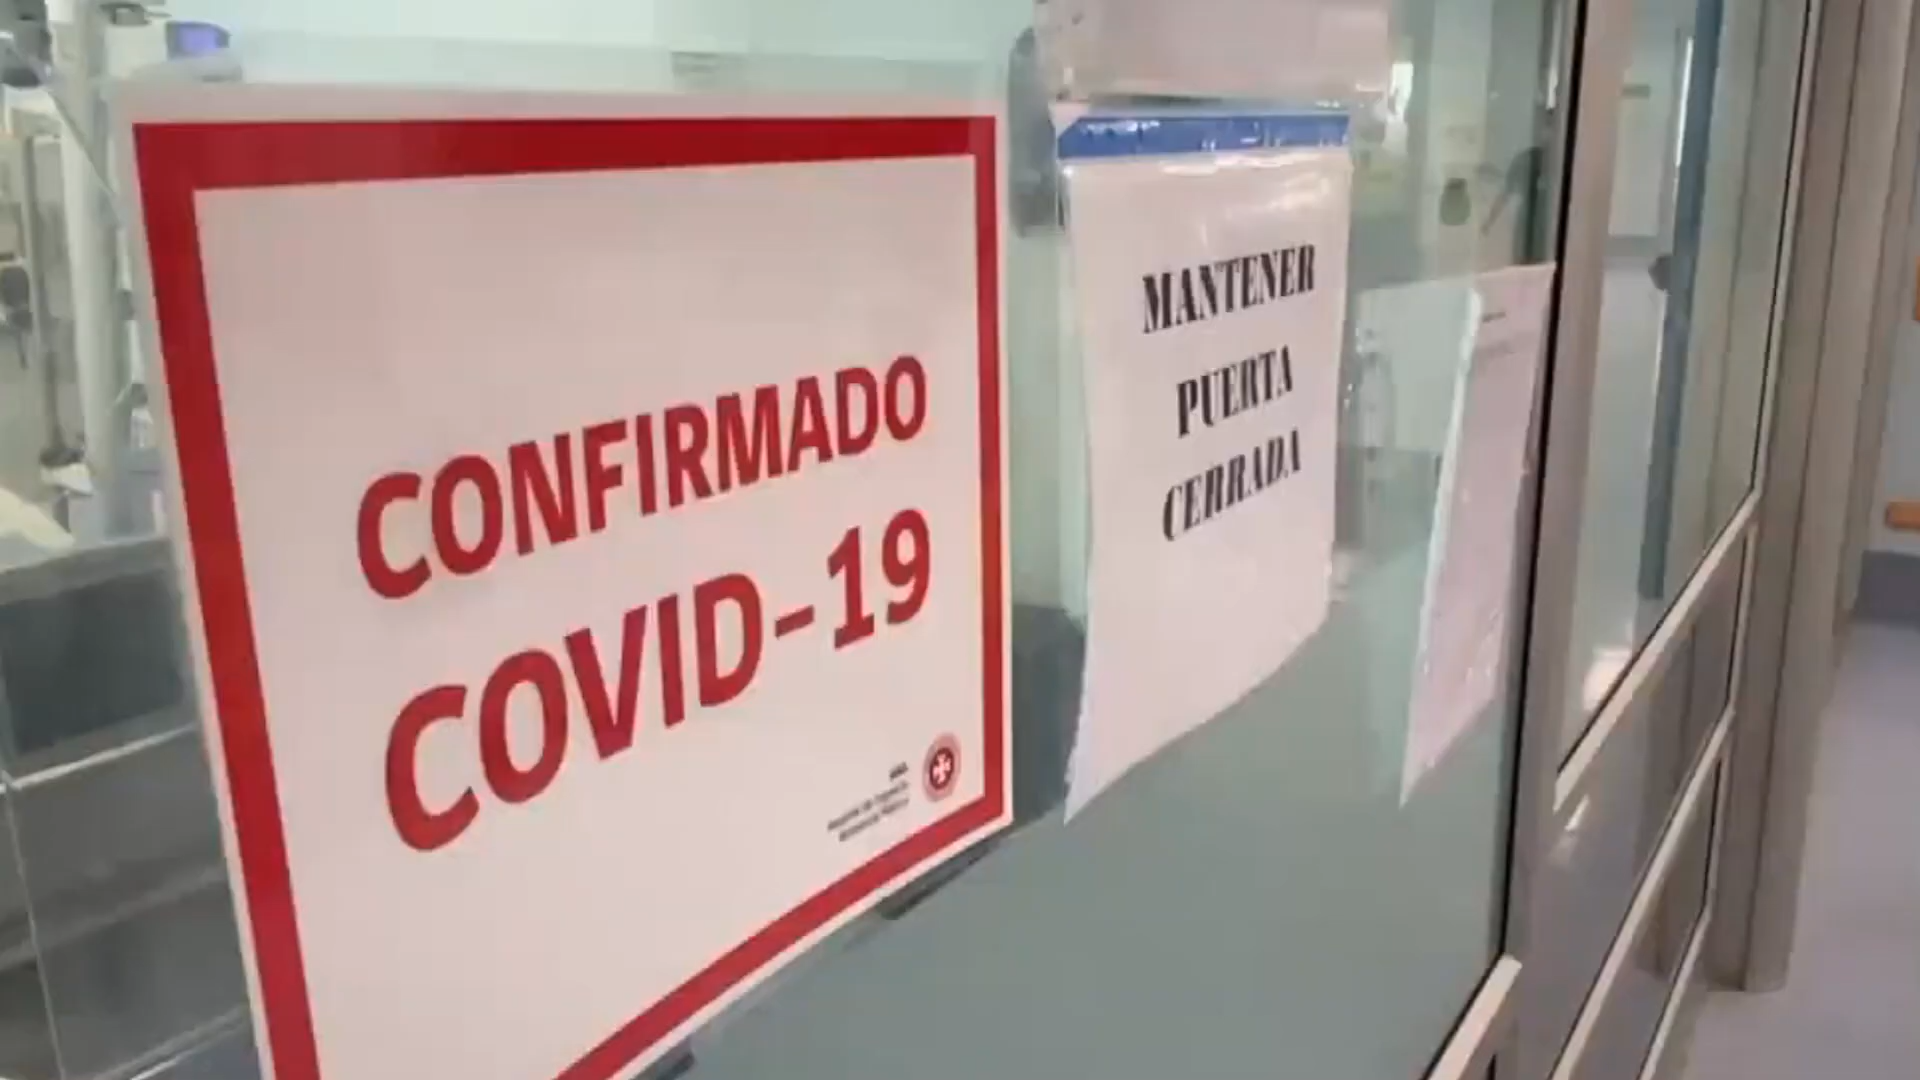 CONFIRMADO
COVID-19
MANTENER
PUERTA
CERRADA